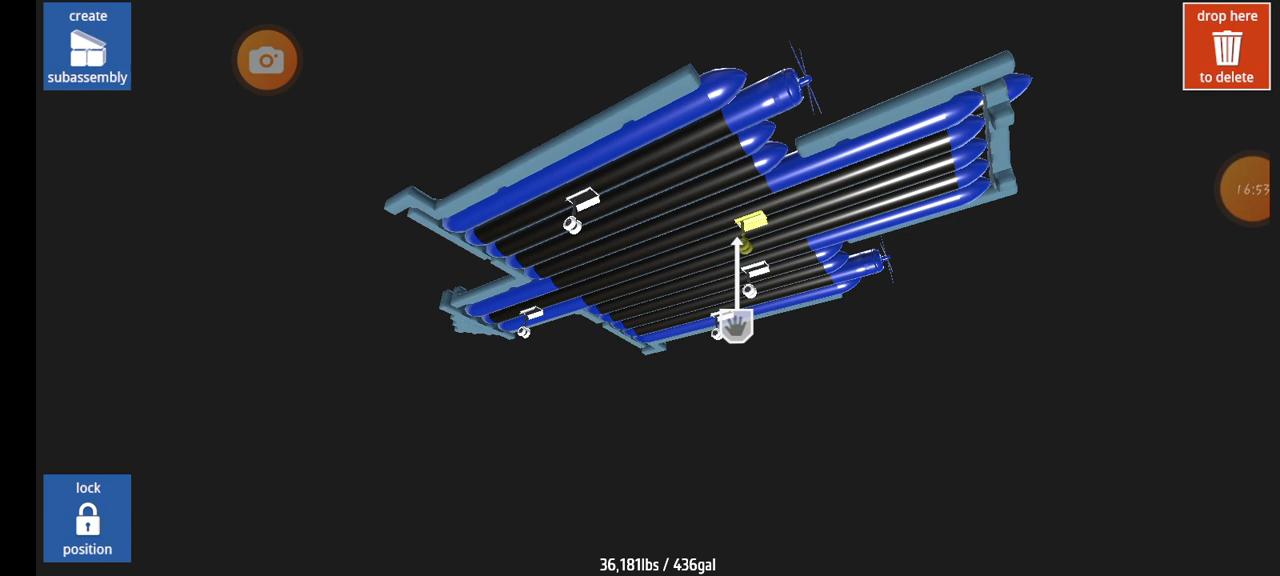 create
subassembly
drop here
to delete
16:53
lock
position
36,181lbs / 436gal